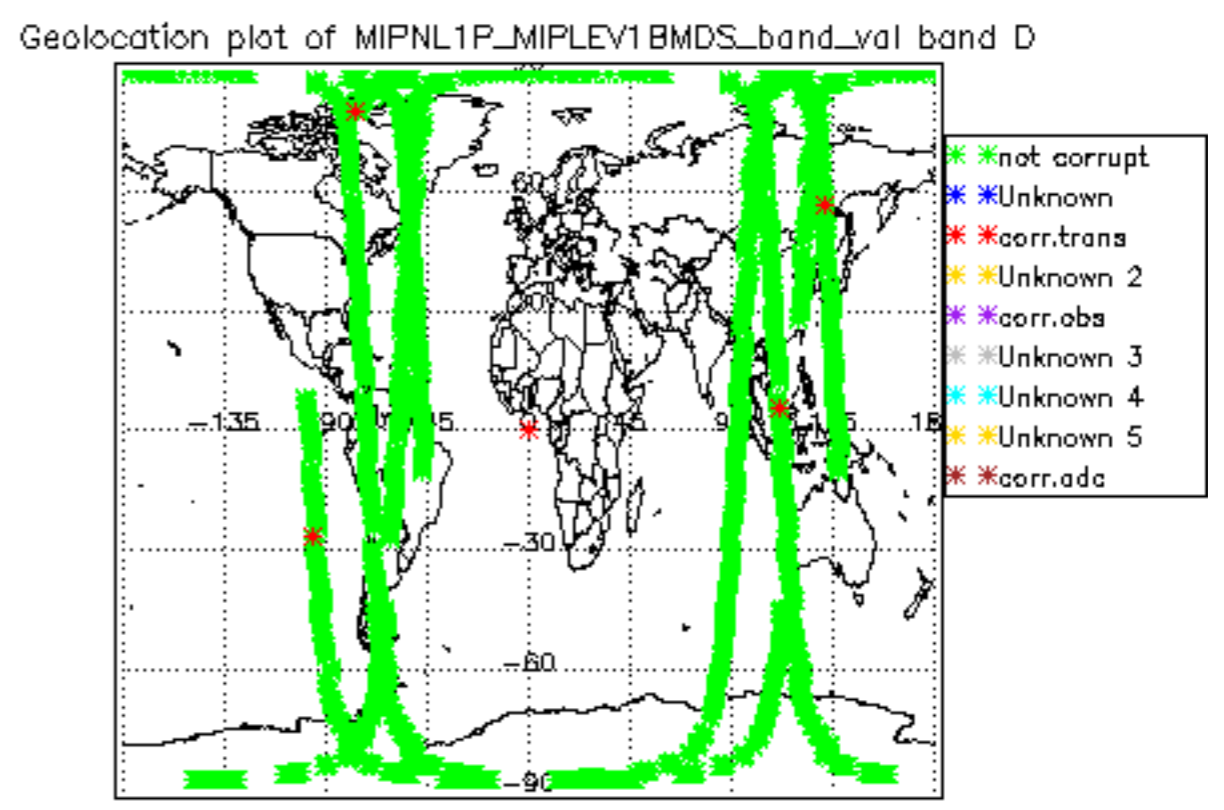 Geolocation plot of MIPNL1P_MIPLEV1BMDS_band_val band D
not corrupt
Unknown
corr.trans
Unknown 2
corr.obs
Unknown 3
Unknown 4
Unknown 5
corr.adc
60
-135
-30
-60
-90